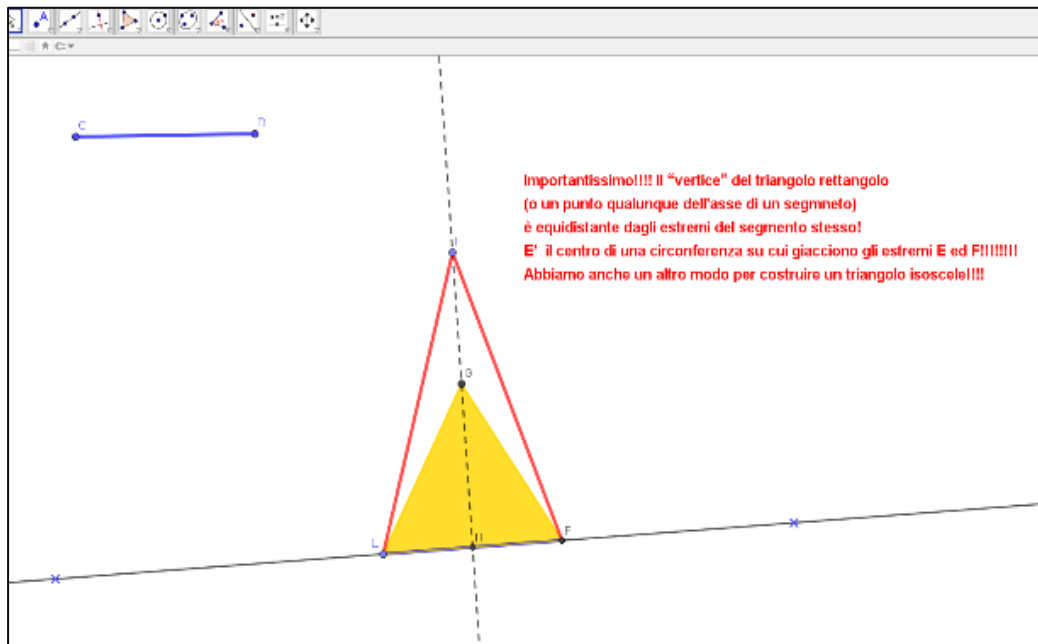 A
a=2
C
D
Importantissimo!!!! Il "vertice" del triangolo rettangolo
(o un punto qualunque dell'asse di un segmneto)
è equidistante dagli estremi del segmento stesso!
E' il centro di una circonferenza su cui giacciono gli estremi E ed F!!!!!!!!
Abbiamo anche un altro modo per costruire un triangolo isoscele!!!!
I
G
H
F